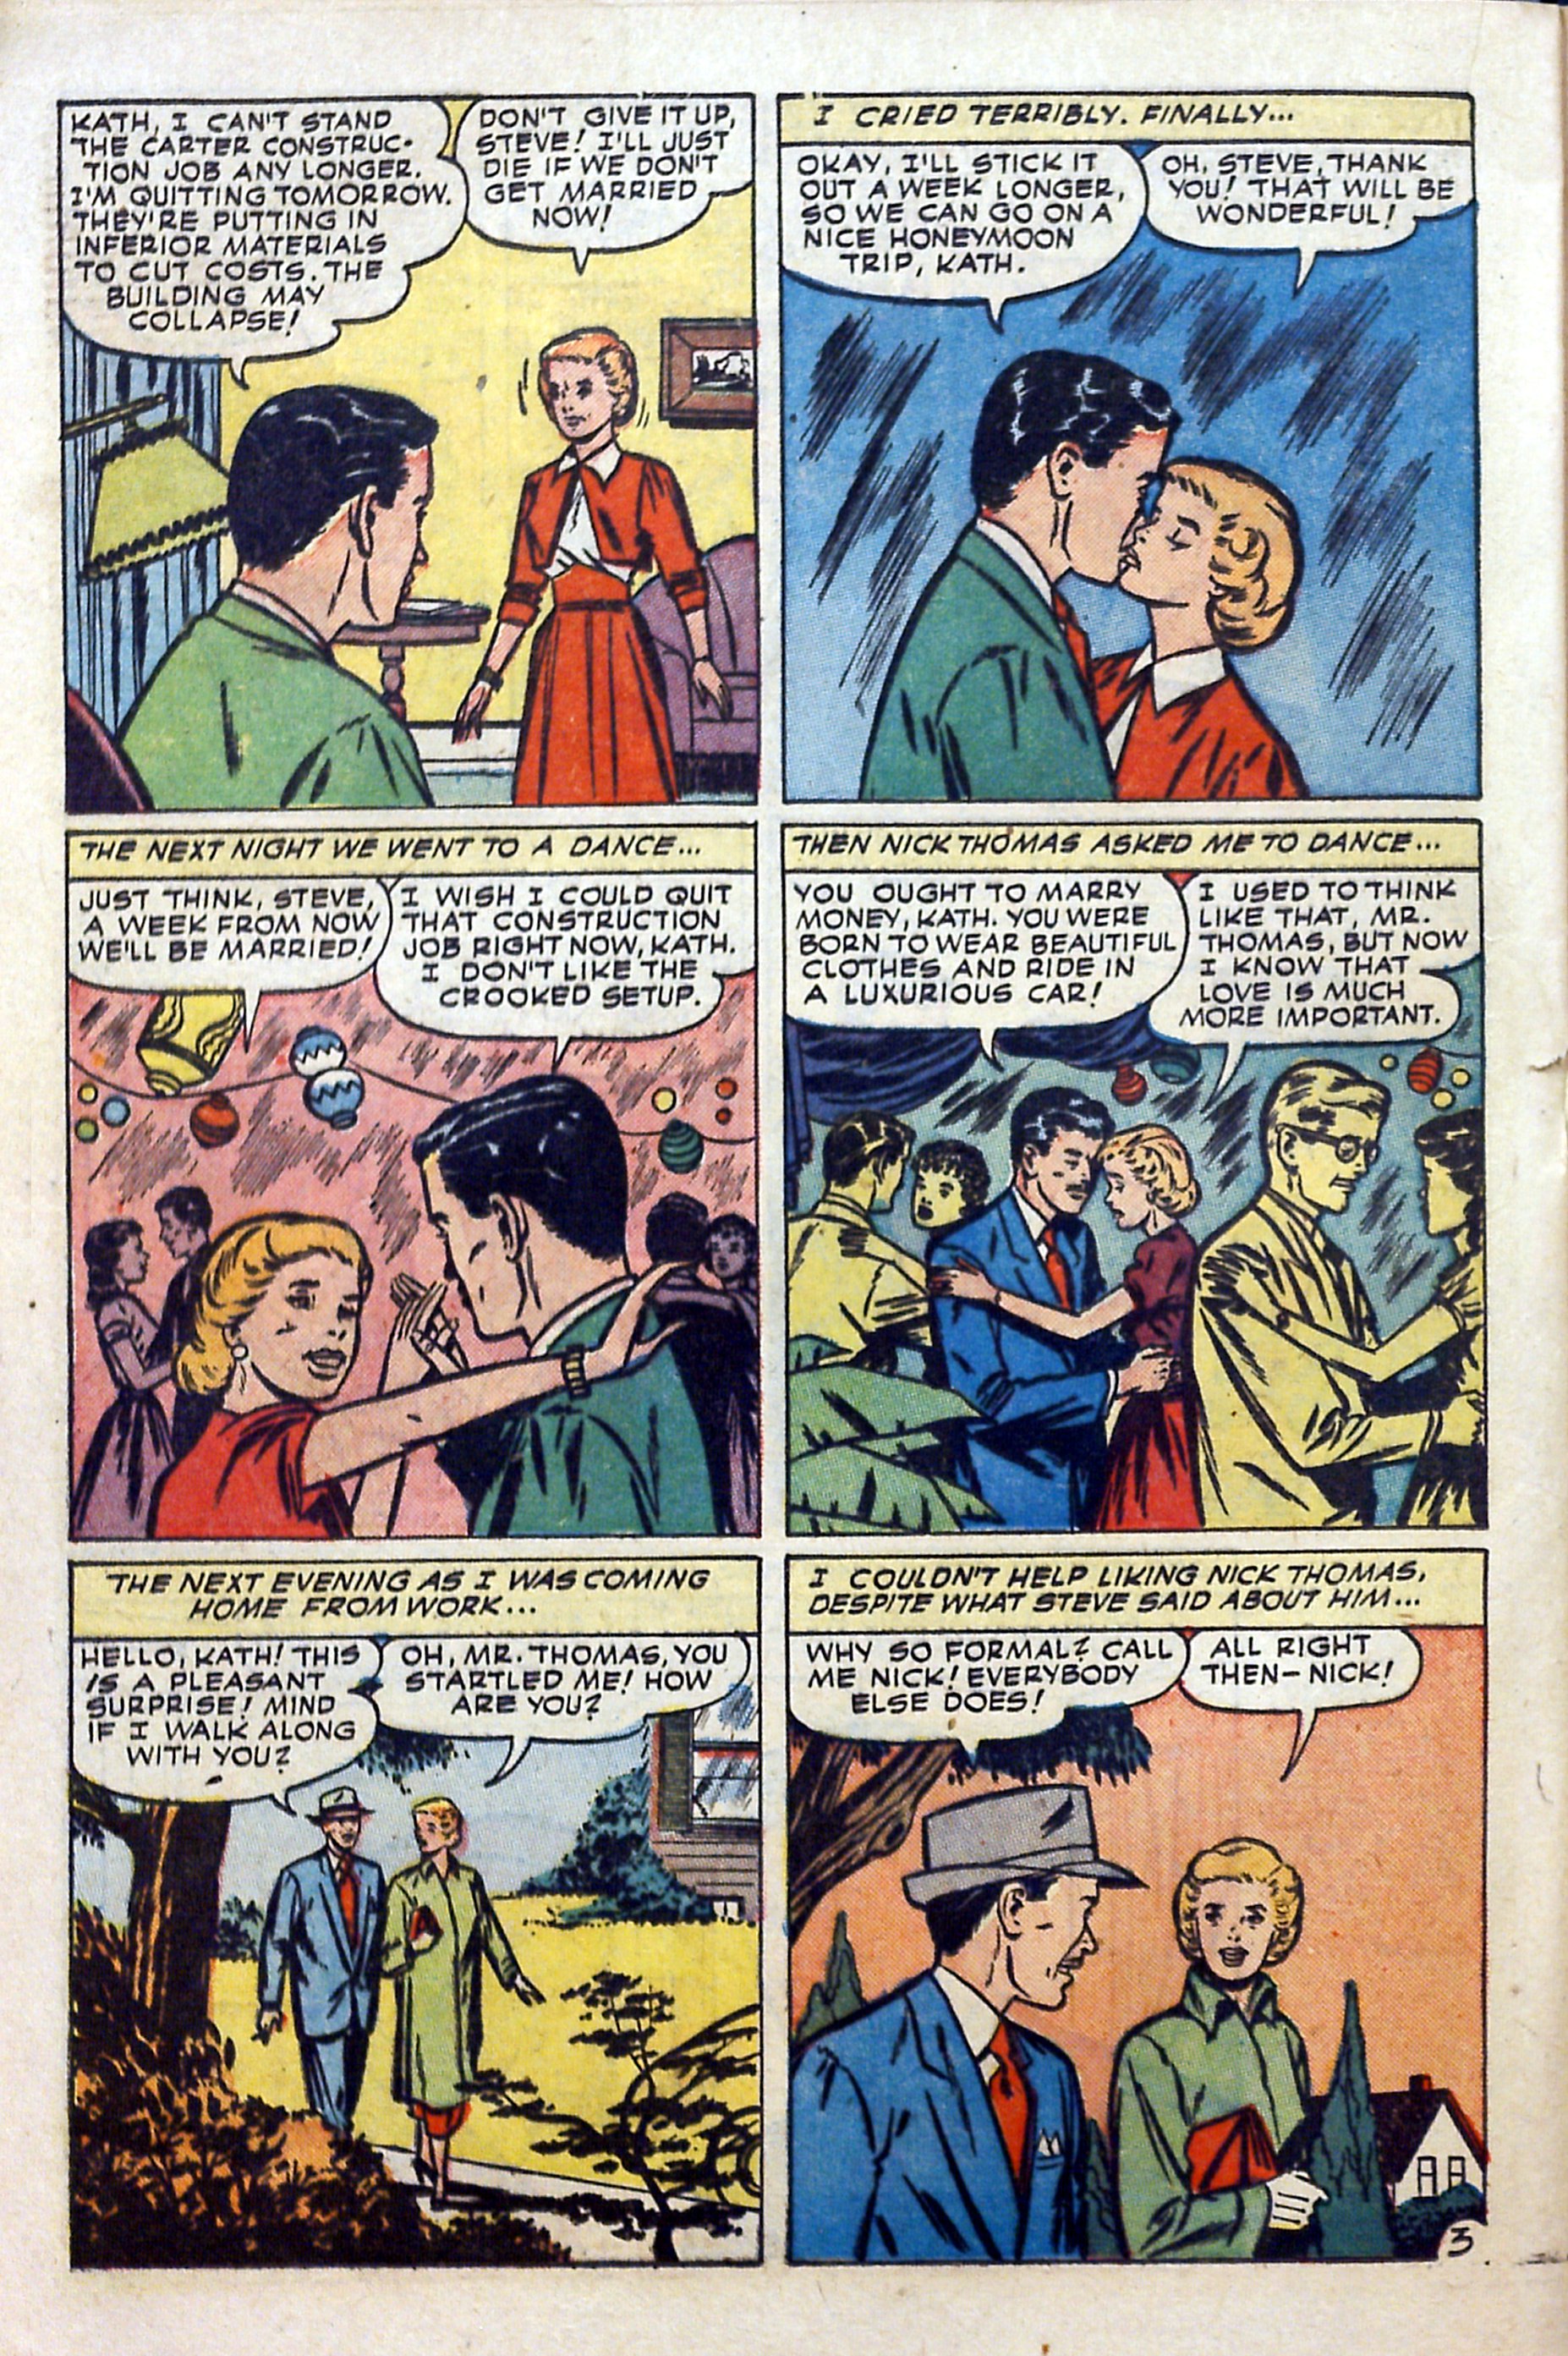 KATH, I CAN'T STAND
THE CARTER CONSTRUC-
TION JOB ANY LONGER.
I'M QUITTING TOMORROW.
THEY'RE PUTTING IN
INFERIOR MATERIALS
TO CUT COSTS. THE
BUILDING MAY
COLLAPSE!
DON'T GIVE IT UP,
STEVE! I'LL JUST
DIE IF WE DON'T
GET MARRIED
NOW!
I CRIED TERRIBLY. FINALLY...
OKAY, I'LL STICK IT
OUT A WEEK LONGER,
SO WE CAN GO ON A
NICE HONEYMOON
TRIP, KATH.
OH, STEVE, THANK
YOU! THAT WILL BE
WONDERFUL!
THE NEXT NIGHT WE WENT TO A DANCE...
JUST THINK, STEVE,
A WEEK FROM NOW
WE'LL BE MARRIED!
I WISH I COULD QUIT
THAT CONSTRUCTION
JOB RIGHT NOW, KATH.
I DON'T LIKE THE
CROOKED SETUP.
THEN NICK THOMAS ASKED ME TO DANCE...
YOU OUGHT TO MARRY
MONEY, KATH. YOU WERE
BORN TO WEAR BEAUTIFUL
CLOTHES AND RIDE IN
A LUXURIOUS CAR!
I USED TO THINK
LIKE THAT, MR.
THOMAS, BUT NOW
I KNOW THAT
LOVE IS MUCH
MORE IMPORTANT.
THE NEXT EVENING AS I WAS COMING
HOME FROM WORK...
HELLO, KATH! THIS
IS A PLEASANT
SURPRISE! MIND
IF I WALK ALONG
WITH YOU?
OH, MR. THOMAS, YOU
STARTLED ME! HOW
ARE YOU?
I COULDN'T HELP LIKING NICK THOMAS,
DESPITE WHAT STEVE SAID ABOUT HIM...
WHY SO FORMAL? CALL
ME NICK! EVERYBODY
ELSE DOES!
ALL RIGHT
THEN—NICK!
3